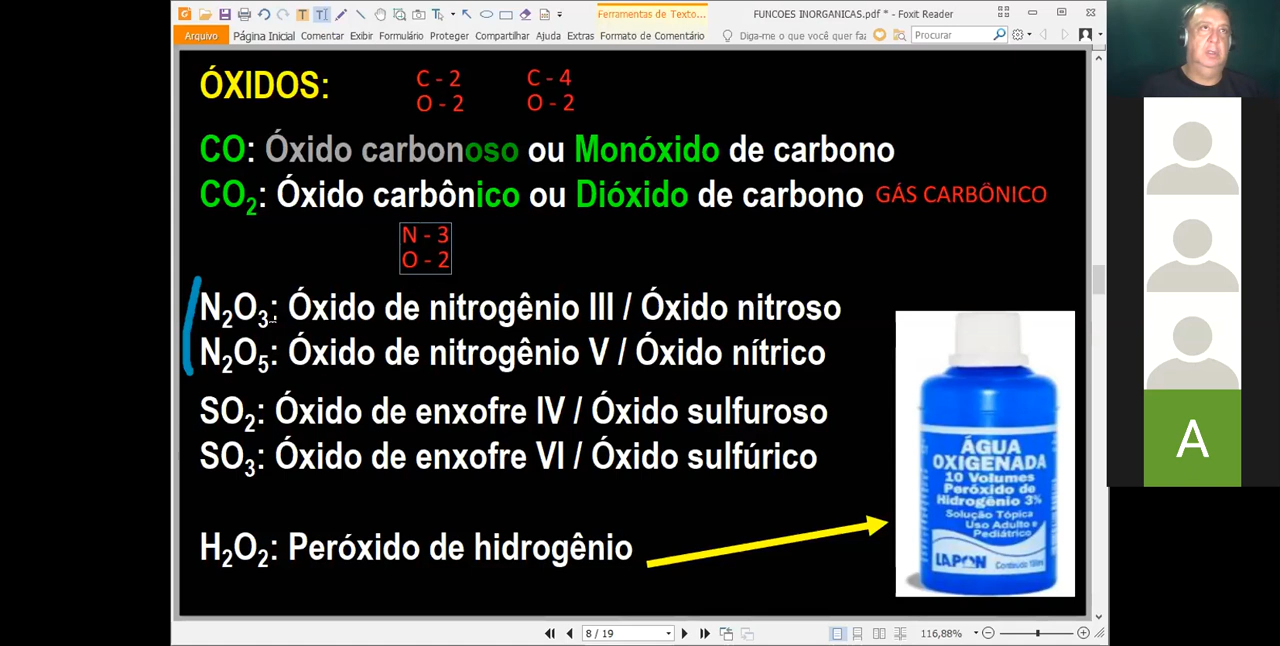 FUNCOES INORGANICAS.pdf * - Foxit Reader
Ferramentas de Texto...
Arquivo Página Inicial Comentar Exibir Formulário Proteger Compartilhar Ajuda Extras Formato de Comentário Diga-me o que você quer faz Procurar
ÓXIDOS:
C - 2
O - 2
C - 4
O - 2
CO: Óxido carbonoso ou Monóxido de carbono
CO₂: Óxido carbônico ou Dióxido de carbono GÁS CARBÔNICO
N - 3
O - 2
N₂O₃: Óxido de nitrogênio III / Óxido nitroso
N₂O₅: Óxido de nitrogênio V / Óxido nítrico
SO₂: Óxido de enxofre IV / Óxido sulfuroso
SO₃: Óxido de enxofre VI / Óxido sulfúrico
H₂O₂: Peróxido de hidrogênio
ÁGUA
OXIGENADA
10 Volumes
Peróxido de
Hidrogênio 3%
Solução Tópica
Uso Adulto e
Pediátrico
LAPON Conteúdo 100ml
A
8 / 19
116,88%